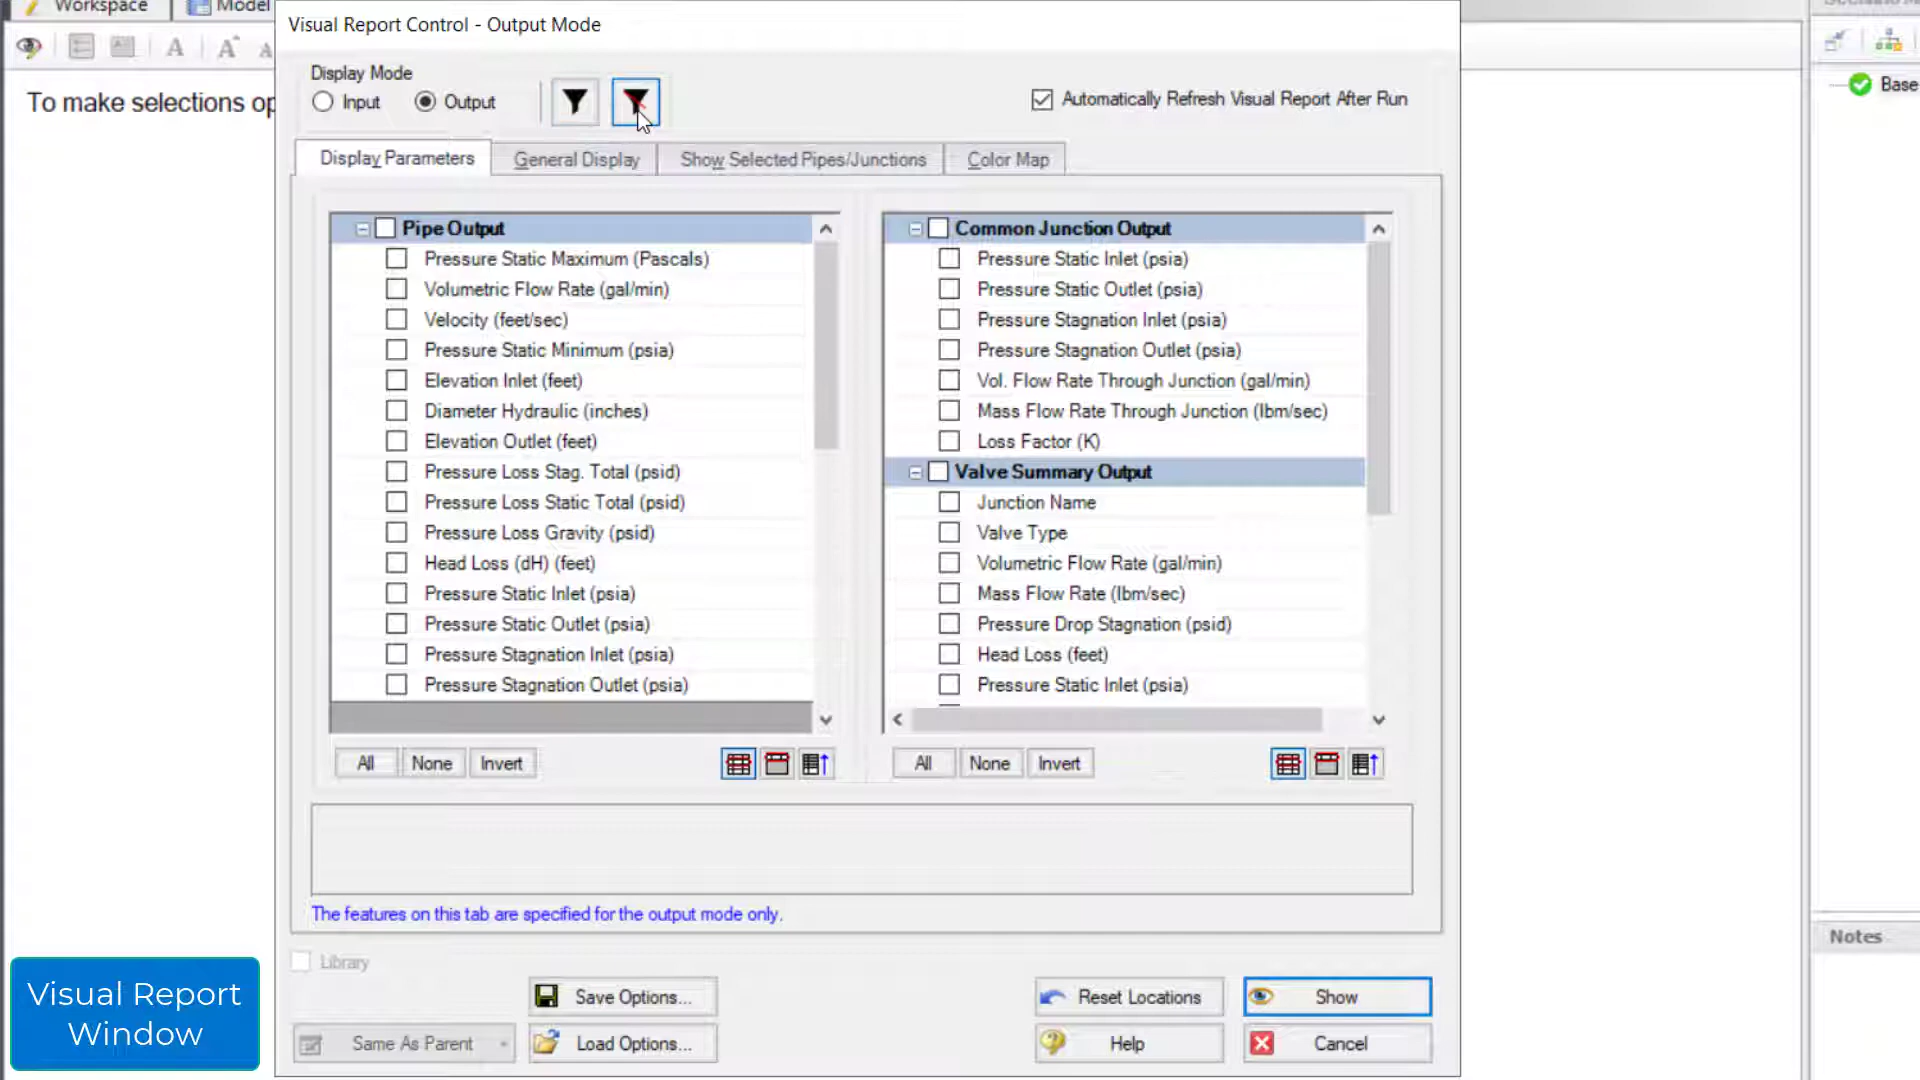 Workspace
Model
Visual Report Control - Output Mode
Display Mode
Input
Output
Automatically Refresh Visual Report After Run
To make selections op
Base
Display Parameters
General Display
Show Selected Pipes/Junctions
Color Map
Pipe Output
Pressure Static Maximum (Pascals)
Volumetric Flow Rate (gal/min)
Velocity (feet/sec)
Pressure Static Minimum (psia)
Elevation Inlet (feet)
Diameter Hydraulic (inches)
Elevation Outlet (feet)
Pressure Loss Stag. Total (psid)
Pressure Loss Static Total (psid)
Pressure Loss Gravity (psid)
Head Loss (dH) (feet)
Pressure Static Inlet (psia)
Pressure Static Outlet (psia)
Pressure Stagnation Inlet (psia)
Pressure Stagnation Outlet (psia)
Common Junction Output
Pressure Static Inlet (psia)
Pressure Static Outlet (psia)
Pressure Stagnation Inlet (psia)
Pressure Stagnation Outlet (psia)
Vol. Flow Rate Through Junction (gal/min)
Mass Flow Rate Through Junction (lbm/sec)
Loss Factor (K)
Valve Summary Output
Junction Name
Valve Type
Volumetric Flow Rate (gal/min)
Mass Flow Rate (lbm/sec)
Pressure Drop Stagnation (psid)
Head Loss (feet)
Pressure Static Inlet (psia)
All
None
Invert
All
None
Invert
The features on this tab are specified for the output mode only.
Notes
Library
Save Options...
Reset Locations
Show
Same As Parent
Load Options...
Help
Cancel
Visual Report
Window